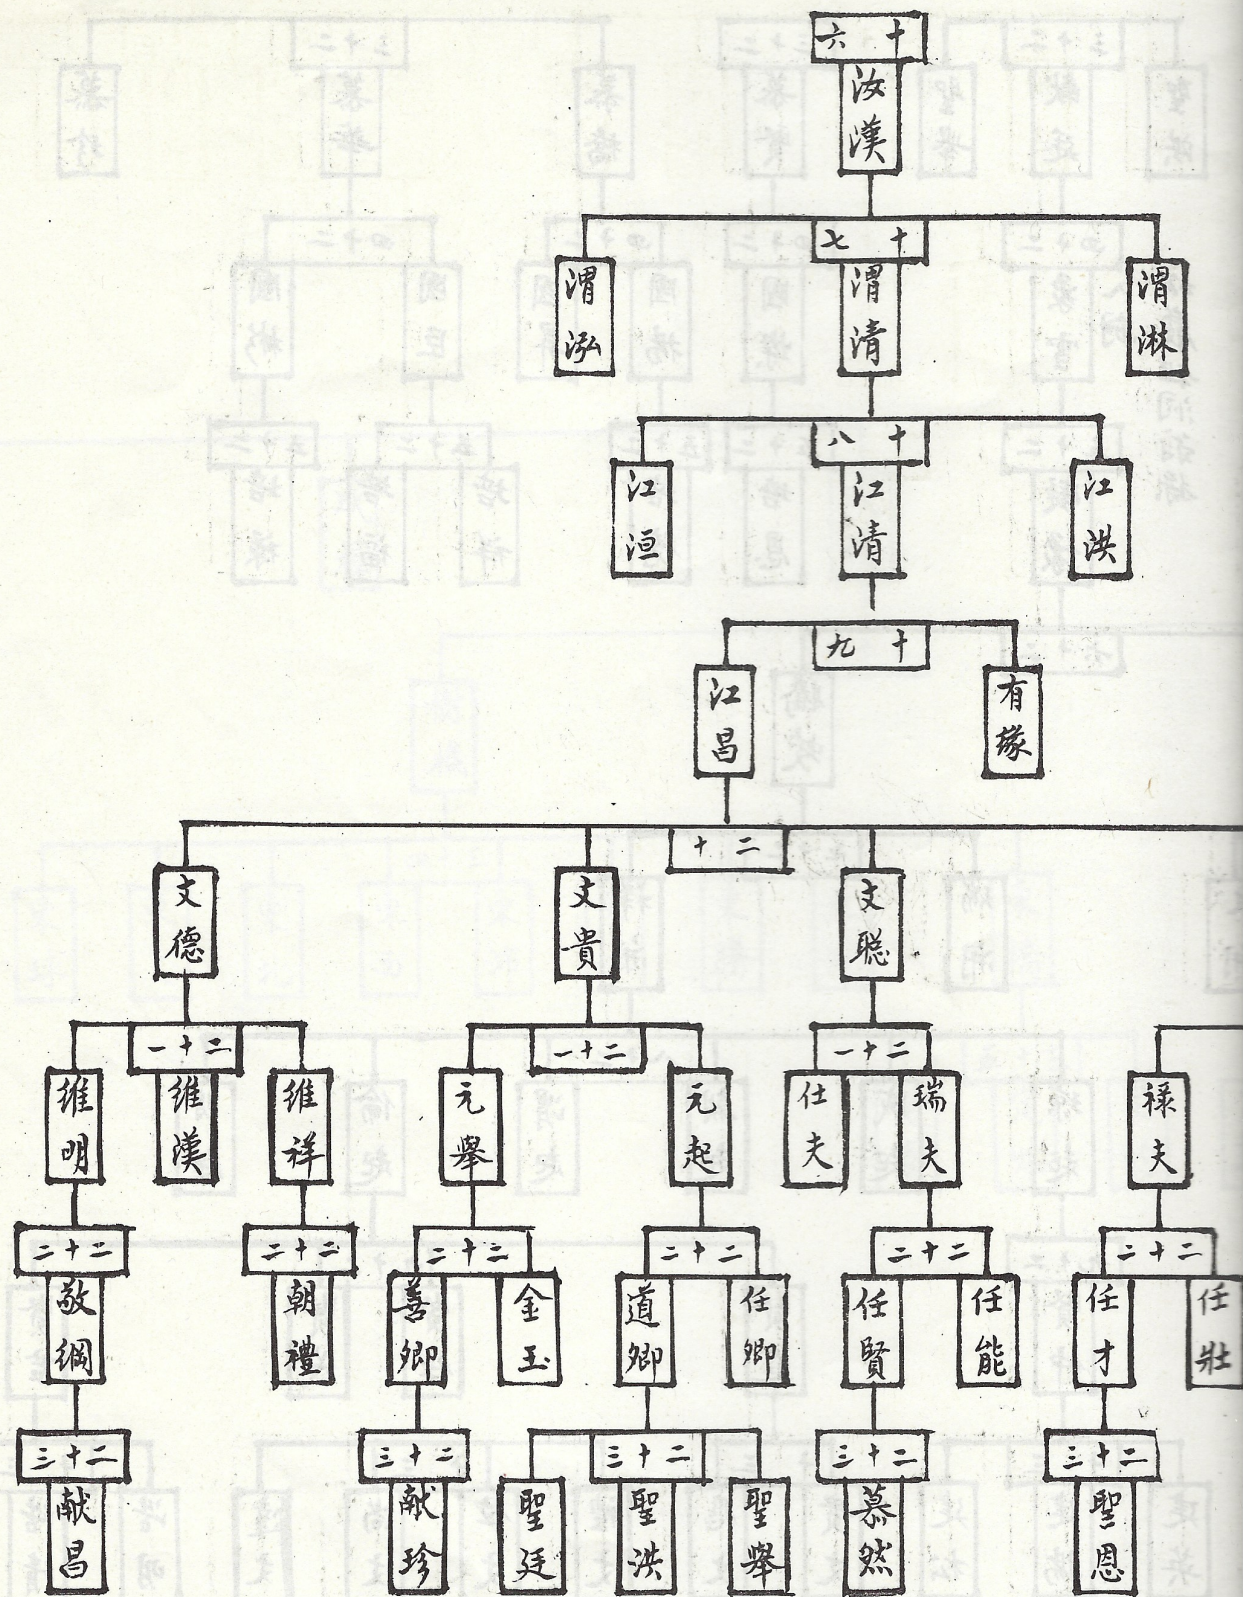 十六
汝漢
十七
渭淋
渭清
渭泓
十八
江洪
江清
江洹
十九
有緣
江昌
二十
文聪
文貴
文德
二十一
二十一
二十一
禄夫
瑞夫
仕夫
元起
元舉
维祥
维漢
维明
二十二
二十二
二十二
二十二
二十二
二十二
任壯
任才
任能
任賢
任卿
道卿
金玉
善卿
朝禮
敬綱
二十三
二十三
二十三
二十三
二十三
聖恩
慕然
聖舉
聖洪
聖廷
献珍
献昌